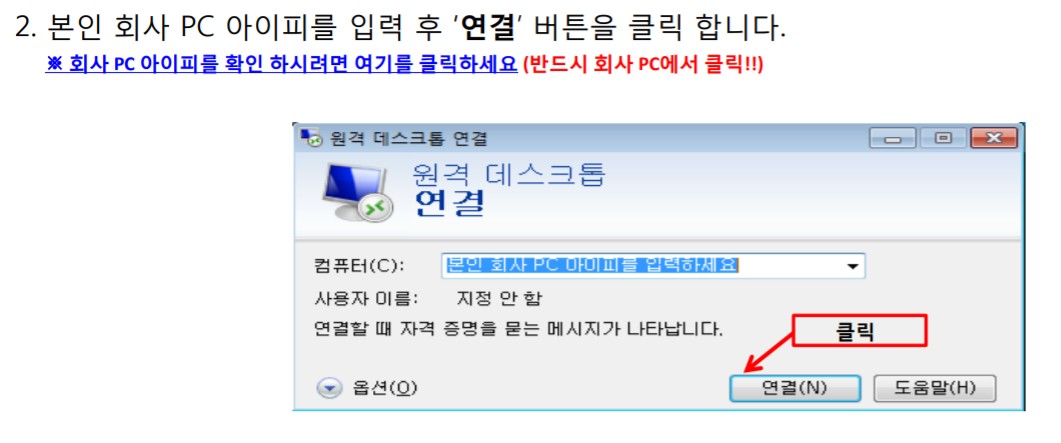 2. 본인 회사 PC 아이피를 입력 후 ‘연결’ 버튼을 클릭 합니다.
※ 회사 PC 아이피를 확인 하시려면 여기를 클릭하세요 (반드시 회사 PC에서 클릭!!)
원격 데스크톱 연결
원격 데스크톱
연결
컴퓨터(C): 본인 회사 PC 아이피를 입력하세요
사용자 이름: 지정 안 함
연결할 때 자격 증명을 묻는 메시지가 나타납니다.
클릭
옵션(O) 연결(N) 도움말(H)